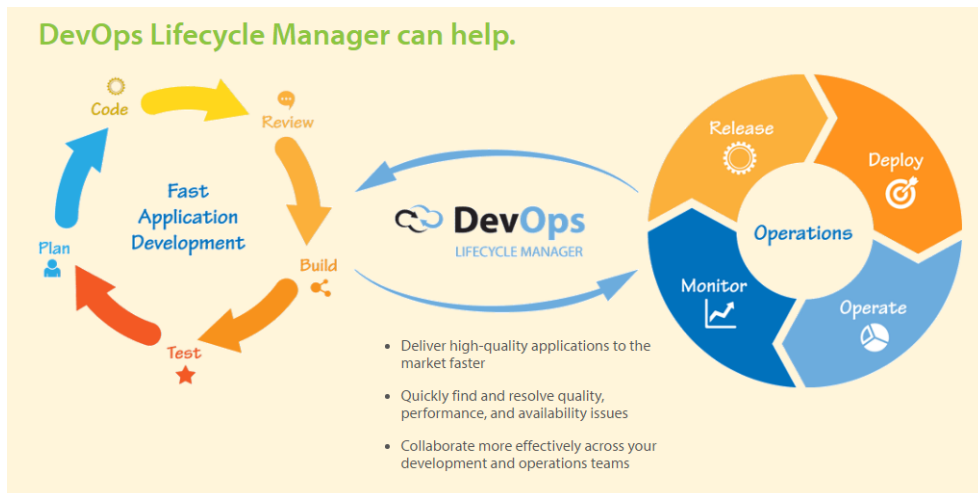 DevOps Lifecycle Manager can help.
Code
Review
Fast
Application
Development
Plan
Build
Test
DevOps
LIFECYCLE MANAGER
Release
Deploy
Operations
Monitor
Operate
• Deliver high-quality applications to the
market faster
• Quickly find and resolve quality,
performance, and availability issues
• Collaborate more effectively across your
development and operations teams